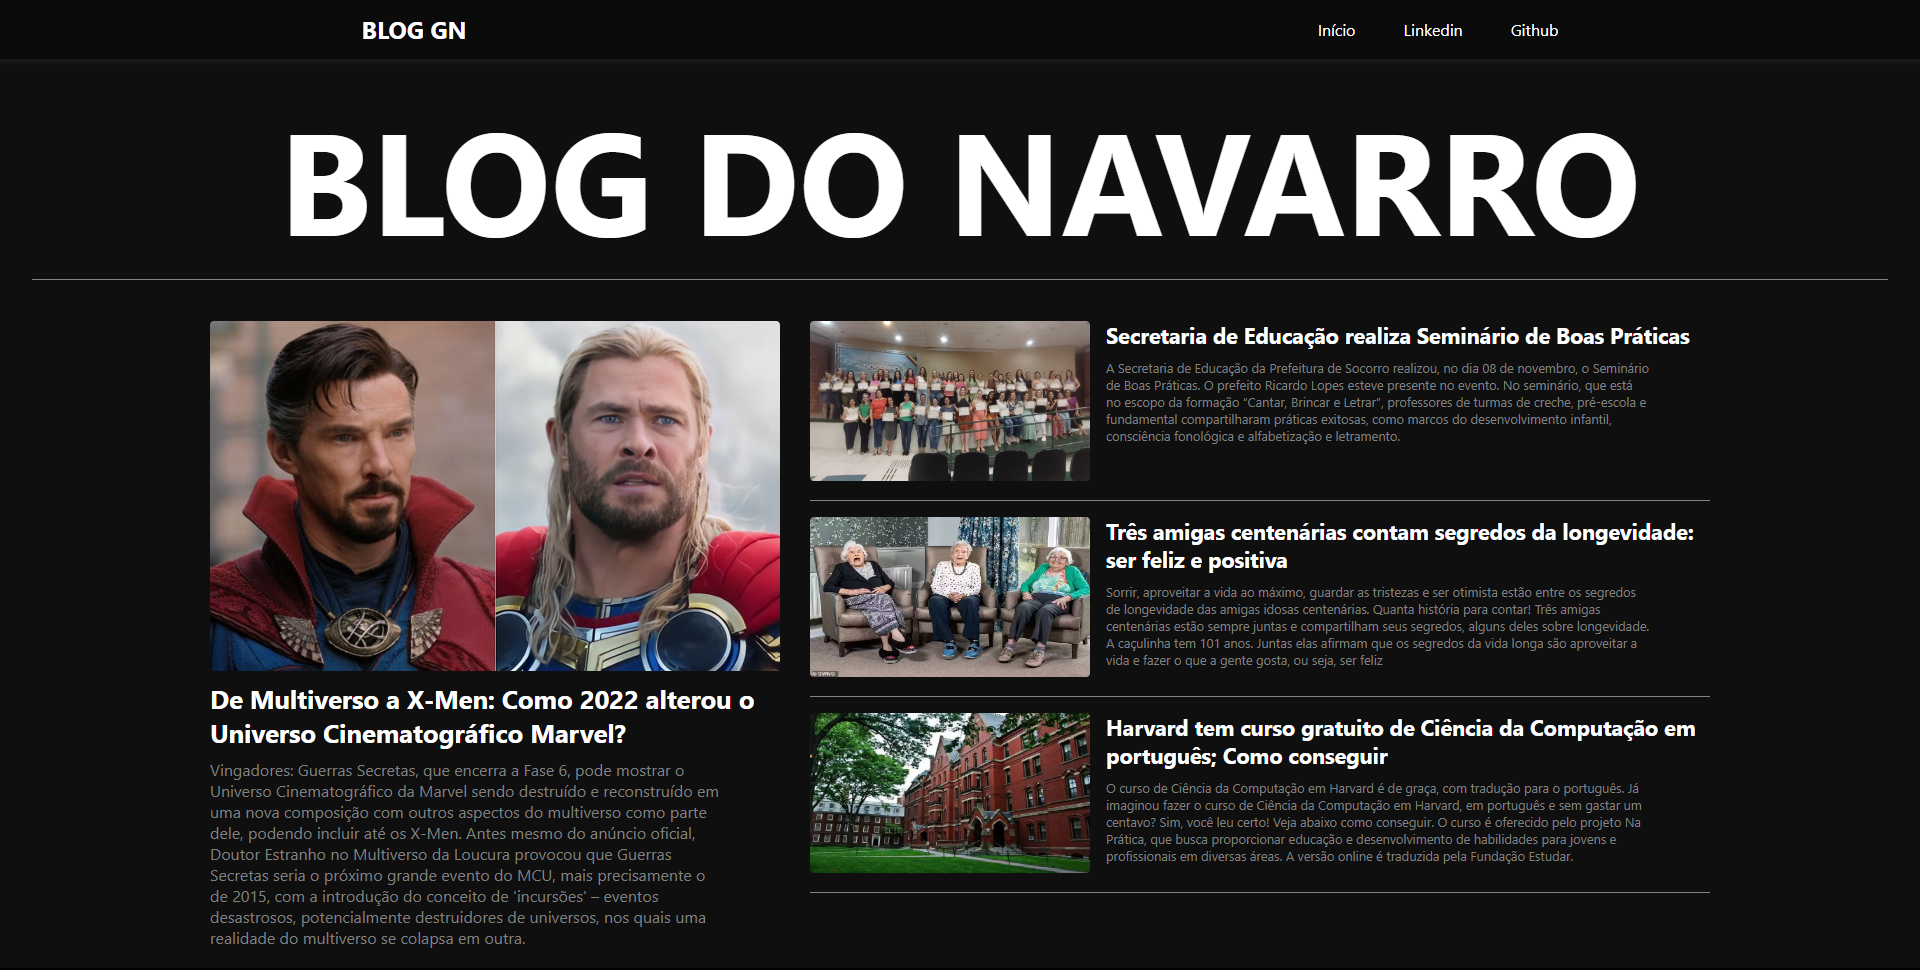 BLOG GN
Início
Linkedin
Github
BLOG DO NAVARRO
De Multiverso a X-Men: Como 2022 alterou o
Universo Cinematográfico Marvel?
Vingadores: Guerras Secretas, que encerra a Fase 6, pode mostrar o
Universo Cinematográfico da Marvel sendo destruído e reconstruído em
uma nova composição com outros aspectos do multiverso como parte
dele, podendo incluir até os X-Men. Antes mesmo do anúncio oficial,
Doutor Estranho no Multiverso da Loucura provocou que Guerras
Secretas seria o próximo grande evento do MCU, mais precisamente o
de 2015, com a introdução do conceito de 'incursões' – eventos
desastrosos, potencialmente destruidores de universos, nos quais uma
realidade do multiverso se colapsa em outra.
Secretaria de Educação realiza Seminário de Boas Práticas
A Secretaria de Educação da Prefeitura de Socorro realizou, no dia 08 de novembro, o Seminário
de Boas Práticas. O prefeito Ricardo Lopes esteve presente no evento. No seminário, que está
no escopo da formação “Cantar, Brincar e Letrar”, professores de turmas de creche, pré-escola e
fundamental compartilharam práticas exitosas, como marcos do desenvolvimento infantil,
consciência fonológica e alfabetização e letramento.
Três amigas centenárias contam segredos da longevidade:
ser feliz e positiva
Sorrir, aproveitar a vida ao máximo, guardar as tristezas e ser otimista estão entre os segredos
de longevidade das amigas idosas centenárias. Quanta história para contar! Três amigas
centenárias estão sempre juntas e compartilham seus segredos, alguns deles sobre longevidade.
A caçulinha tem 101 anos. Juntas elas afirmam que os segredos da vida longa são aproveitar a
vida e fazer o que a gente gosta, ou seja, ser feliz
Harvard tem curso gratuito de Ciência da Computação em
português; Como conseguir
O curso de Ciência da Computação em Harvard é de graça, com tradução para o português. Já
imaginou fazer o curso de Ciência da Computação em Harvard, em português e sem gastar um
centavo? Sim, você leu certo! Veja abaixo como conseguir. O curso é oferecido pelo projeto Na
Prática, que busca proporcionar educação e desenvolvimento de habilidades para jovens e
profissionais em diversas áreas. A versão online é traduzida pela Fundação Estudar.